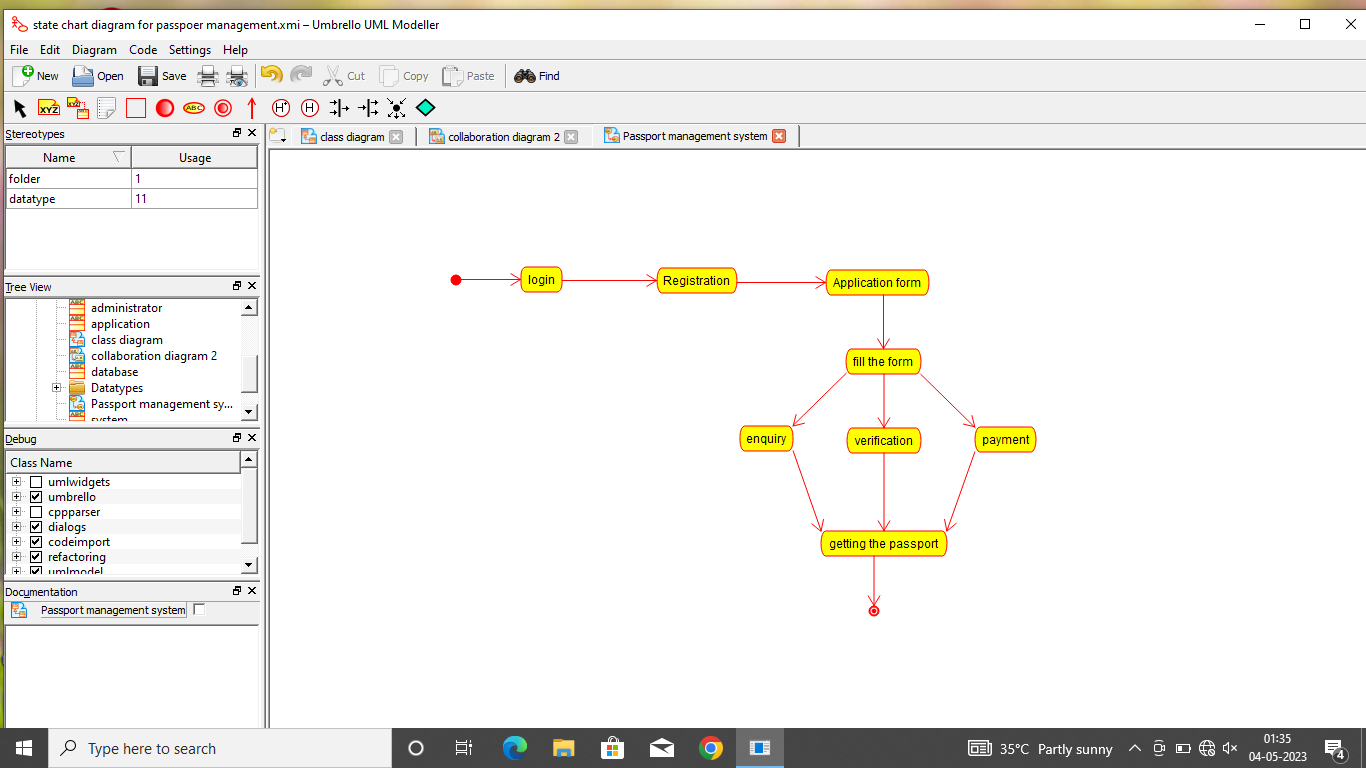 state chart diagram for passpoer management.xmi – Umbrello UML Modeller
File Edit Diagram Code Settings Help
New Open Save Cut Copy Paste Find
XYZ ABC H* H
Stereotypes
class diagram collaboration diagram 2 Passport management system
Name Usage
folder 1
datatype 11
login Registration Application form
Tree View
administrator
application
class diagram
collaboration diagram 2
database
Datatypes
Passport management sy...
system
fill the form
enquiry verification payment
Debug
Class Name
umlwidgets
umbrello
cppparser
dialogs
codeimport
refactoring
umlmodel
getting the passport
Documentation
Passport management system
Type here to search
35°C Partly sunny
01:35
04-05-2023
4